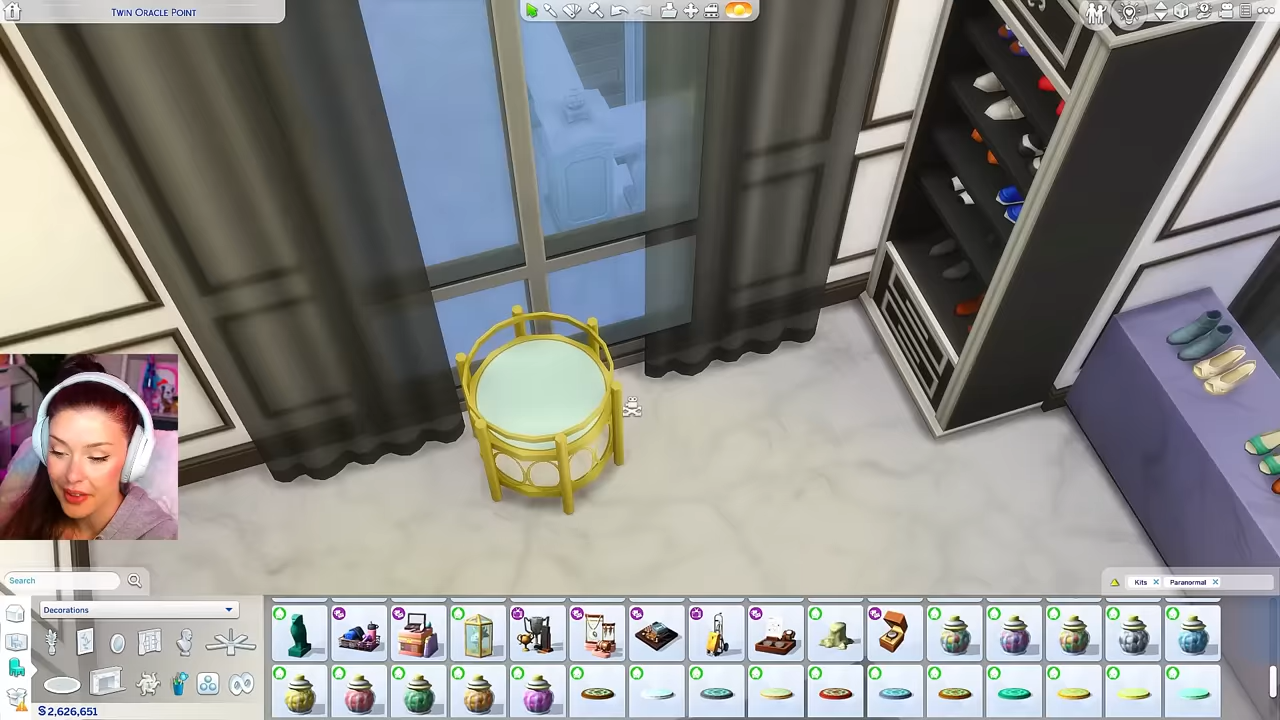 Twin Oracle Point
Search
Kits
Paranormal
Decorations
§2,626,651